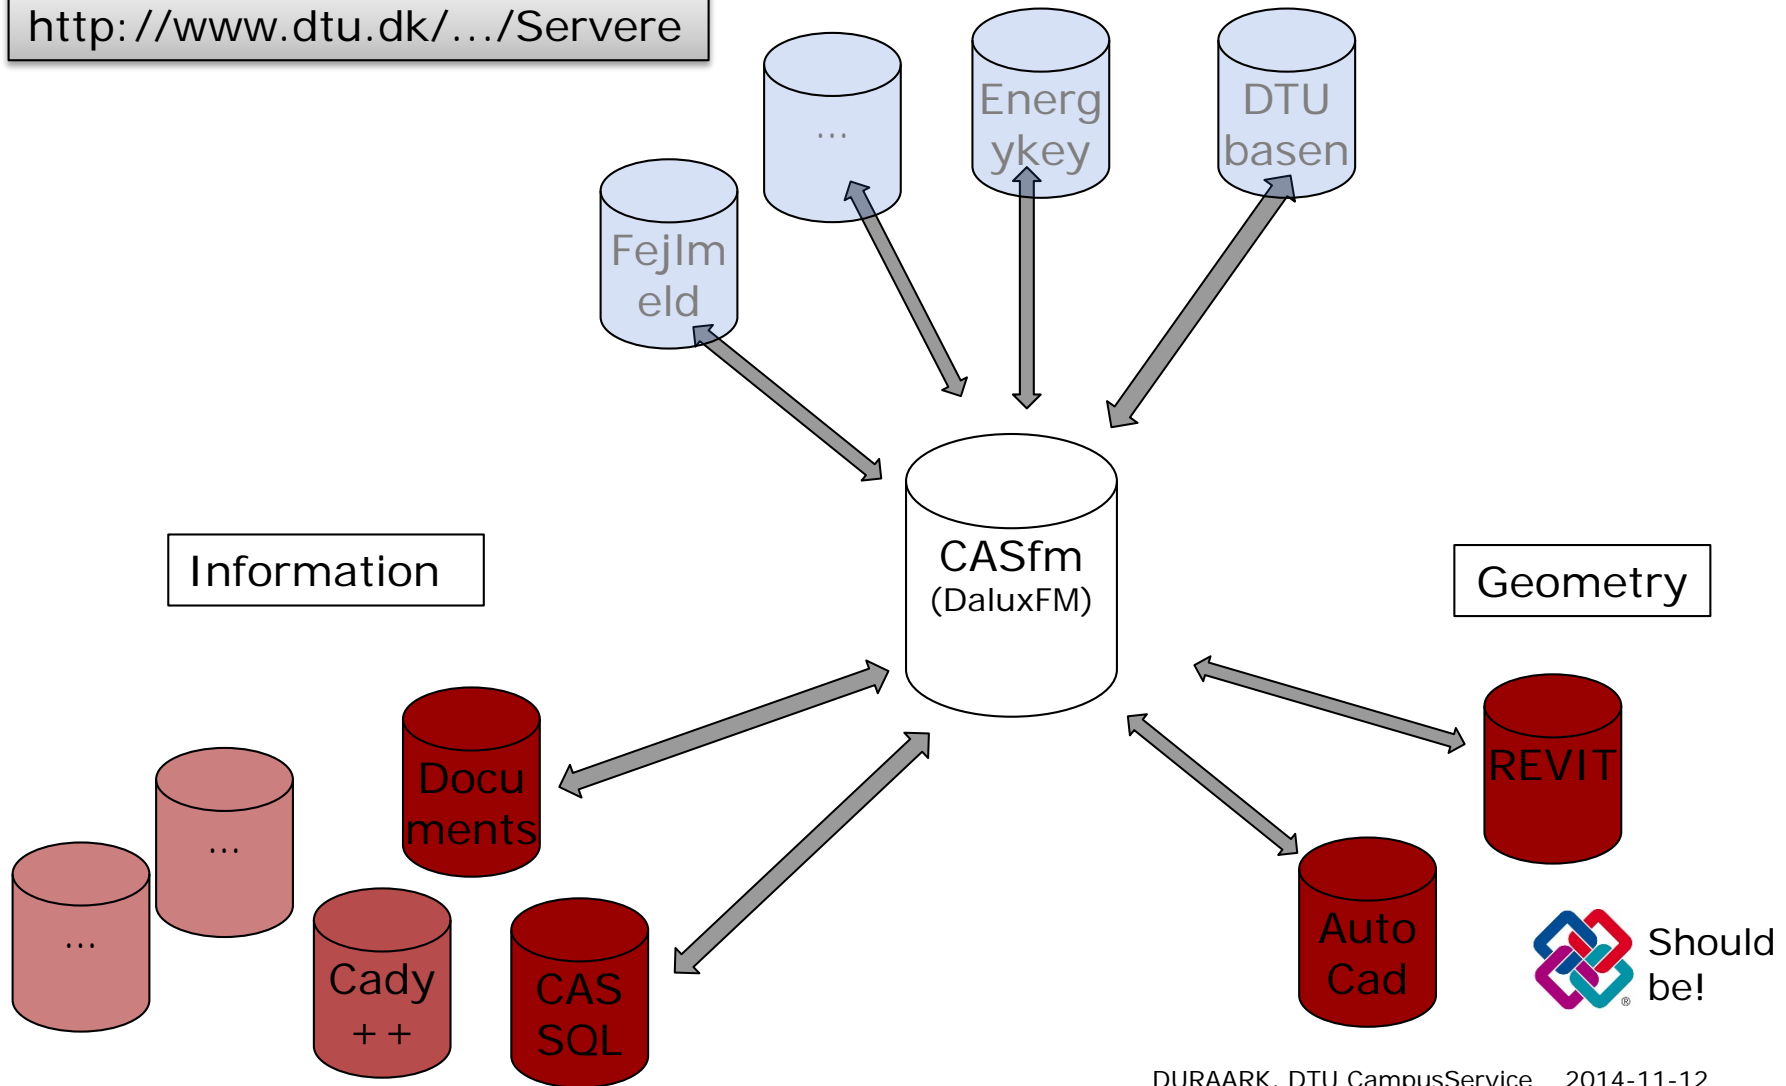 http://www.dtu.dk/.../Servere
...
Energ
ykey
DTU
basen
Fejlm
eld
CASfm
(DaluxFM)
Information
Geometry
Docu
ments
REVIT
...
...
Cady
++
CAS
SQL
Auto
Cad
Should
be!
®
DURAARK, DTU CampusService 2014-11-12